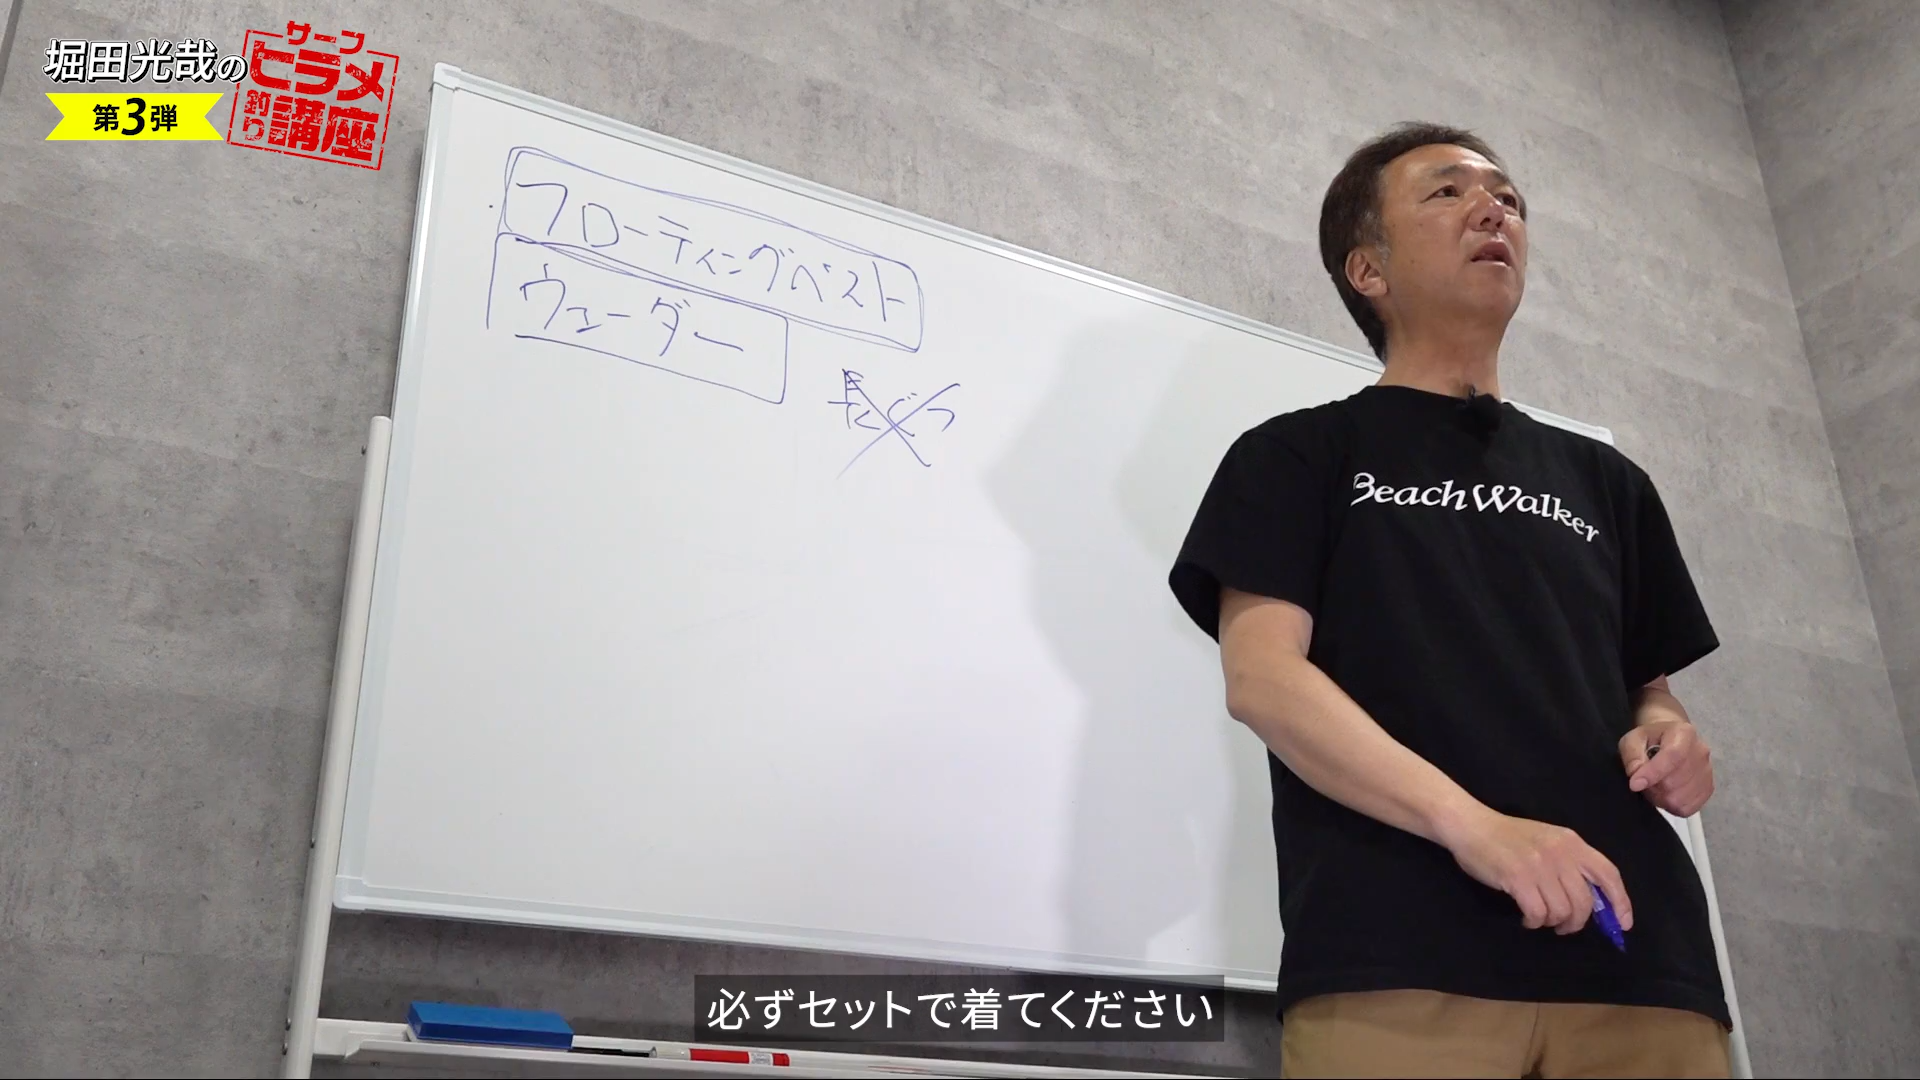 堀田光哉の
サーフ
ヒラメ
釣り講座
第3弾
フローティングベスト
ウェーダー
長ぐつ
BeachWalker
必ずセットで着てください